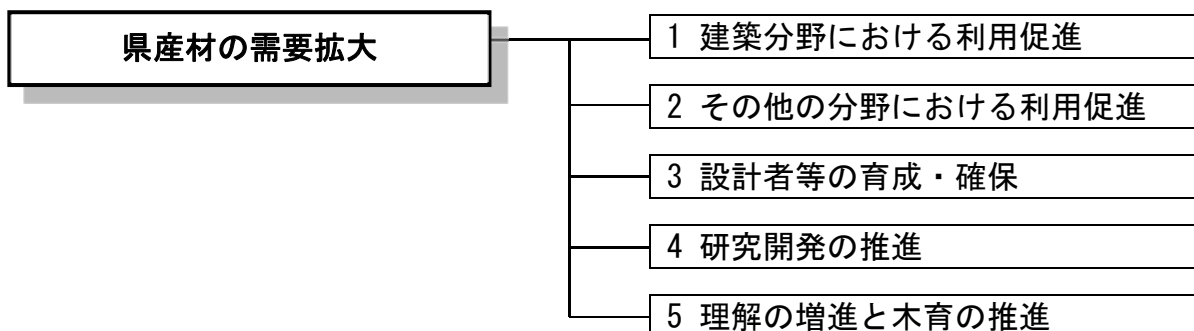 県産材の需要拡大
1 建築分野における利用促進
2 その他の分野における利用促進
3 設計者等の育成・確保
4 研究開発の推進
5 理解の増進と木育の推進